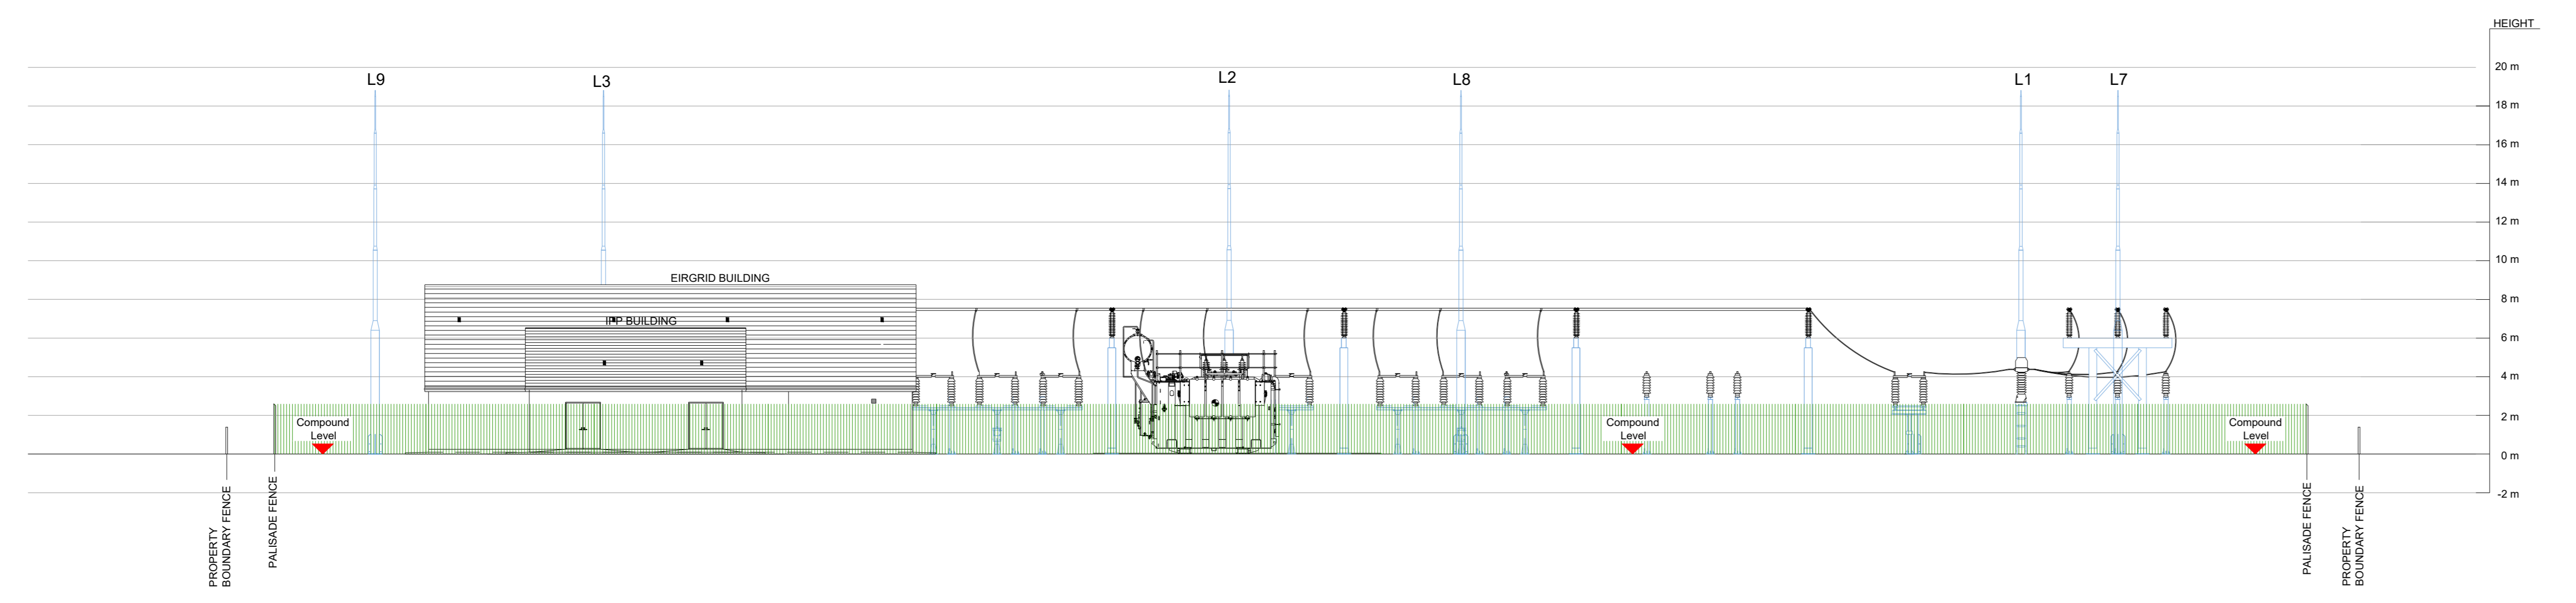 HEIGHT
20 m
L9
L3
L2
L8
L1
L7
18 m
16 m
14 m
12 m
10 m
EIRGRID BUILDING
8 m
IPP BUILDING
6 m
4 m
2 m
Compound
Level
Compound
Level
Compound
Level
0 m
-2 m
PROPERTY
BOUNDARY FENCE
PALISADE FENCE
PALISADE FENCE
PROPERTY
BOUNDARY FENCE